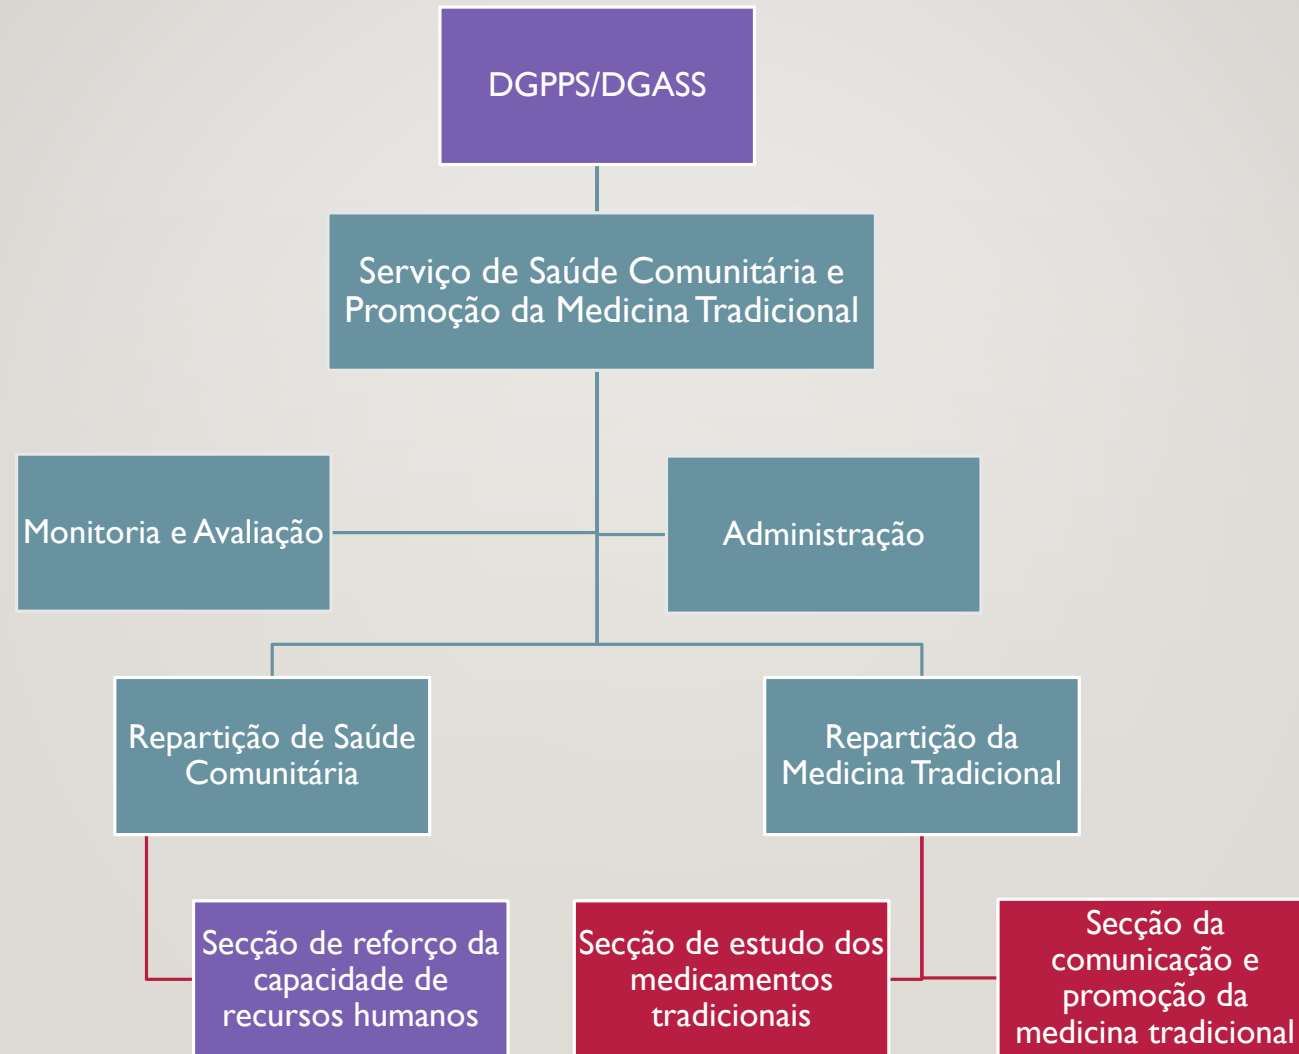 DGPPS/DGASS
Serviço de Saúde Comunitária e
Promoção da Medicina Tradicional
Monitoria e Avaliação
Administração
Repartição de Saúde
Comunitária
Repartição da
Medicina Tradicional
Secção de reforço da
capacidade de
recursos humanos
Secção de estudo dos
medicamentos
tradicionais
Secção da
comunicação e
promoção da
medicina tradicional